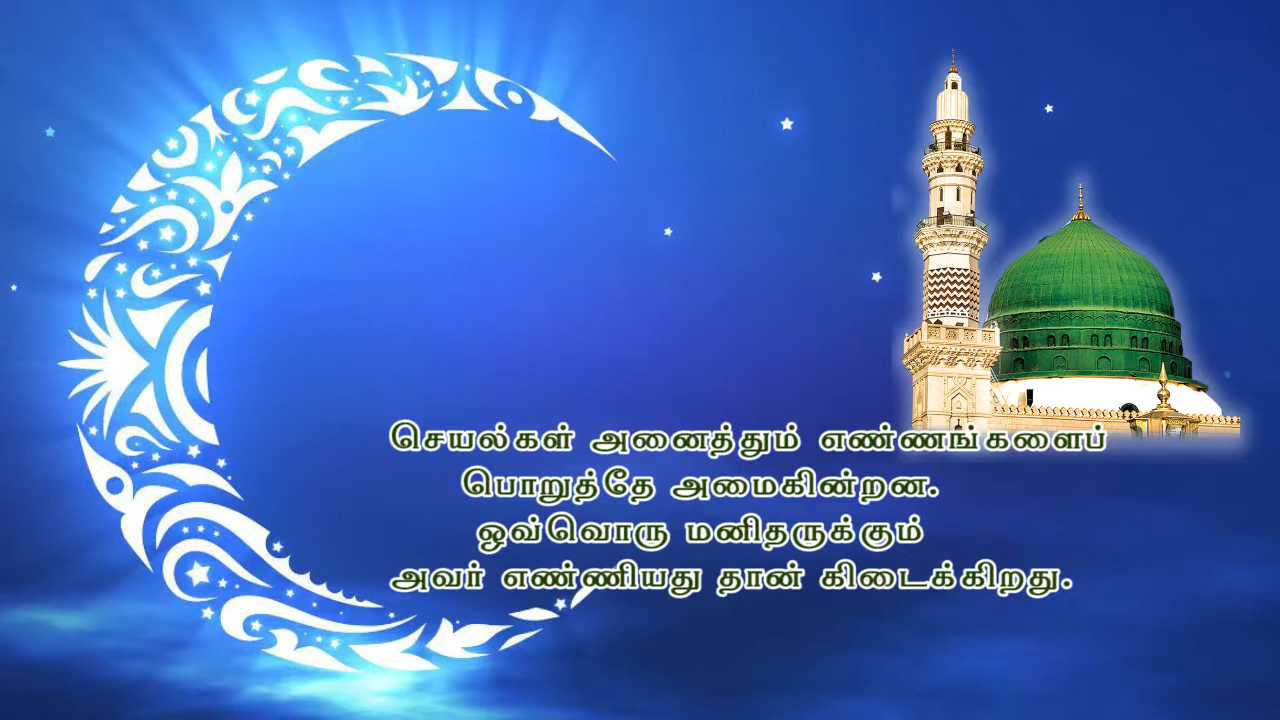 செயல்கள் அனைத்தும் எண்ணங்களைப்
பொறுத்தே அமைகின்றன.
ஒவ்வொரு மனிதருக்கும்
அவர் எண்ணியது தான் கிடைக்கிறது.